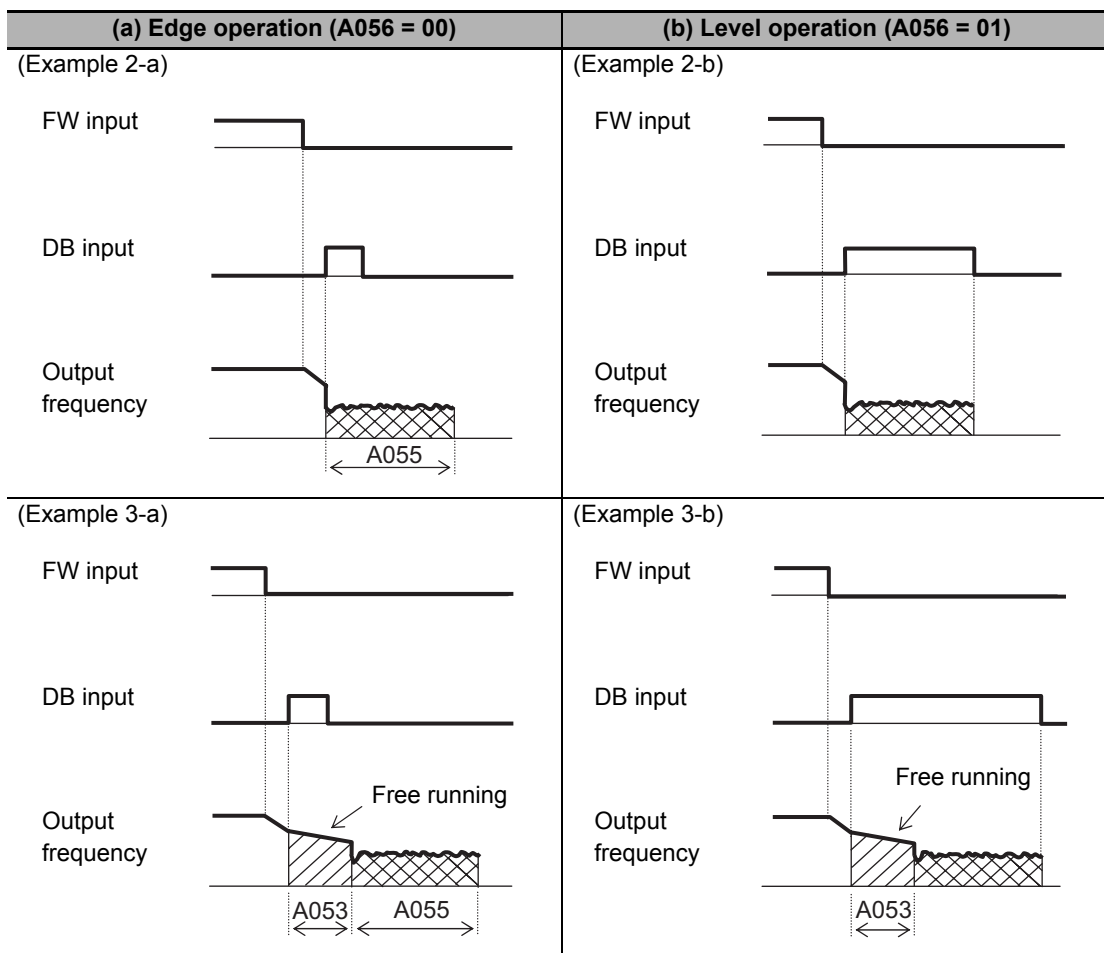 (a) Edge operation (A056 = 00)
(b) Level operation (A056 = 01)
(Example 2-a)
FW input
DB input
Output
frequency
A055
(Example 2-b)
FW input
DB input
Output
frequency
(Example 3-a)
FW input
DB input
Free running
Output
frequency
A053
A055
(Example 3-b)
FW input
DB input
Free running
Output
frequency
A053